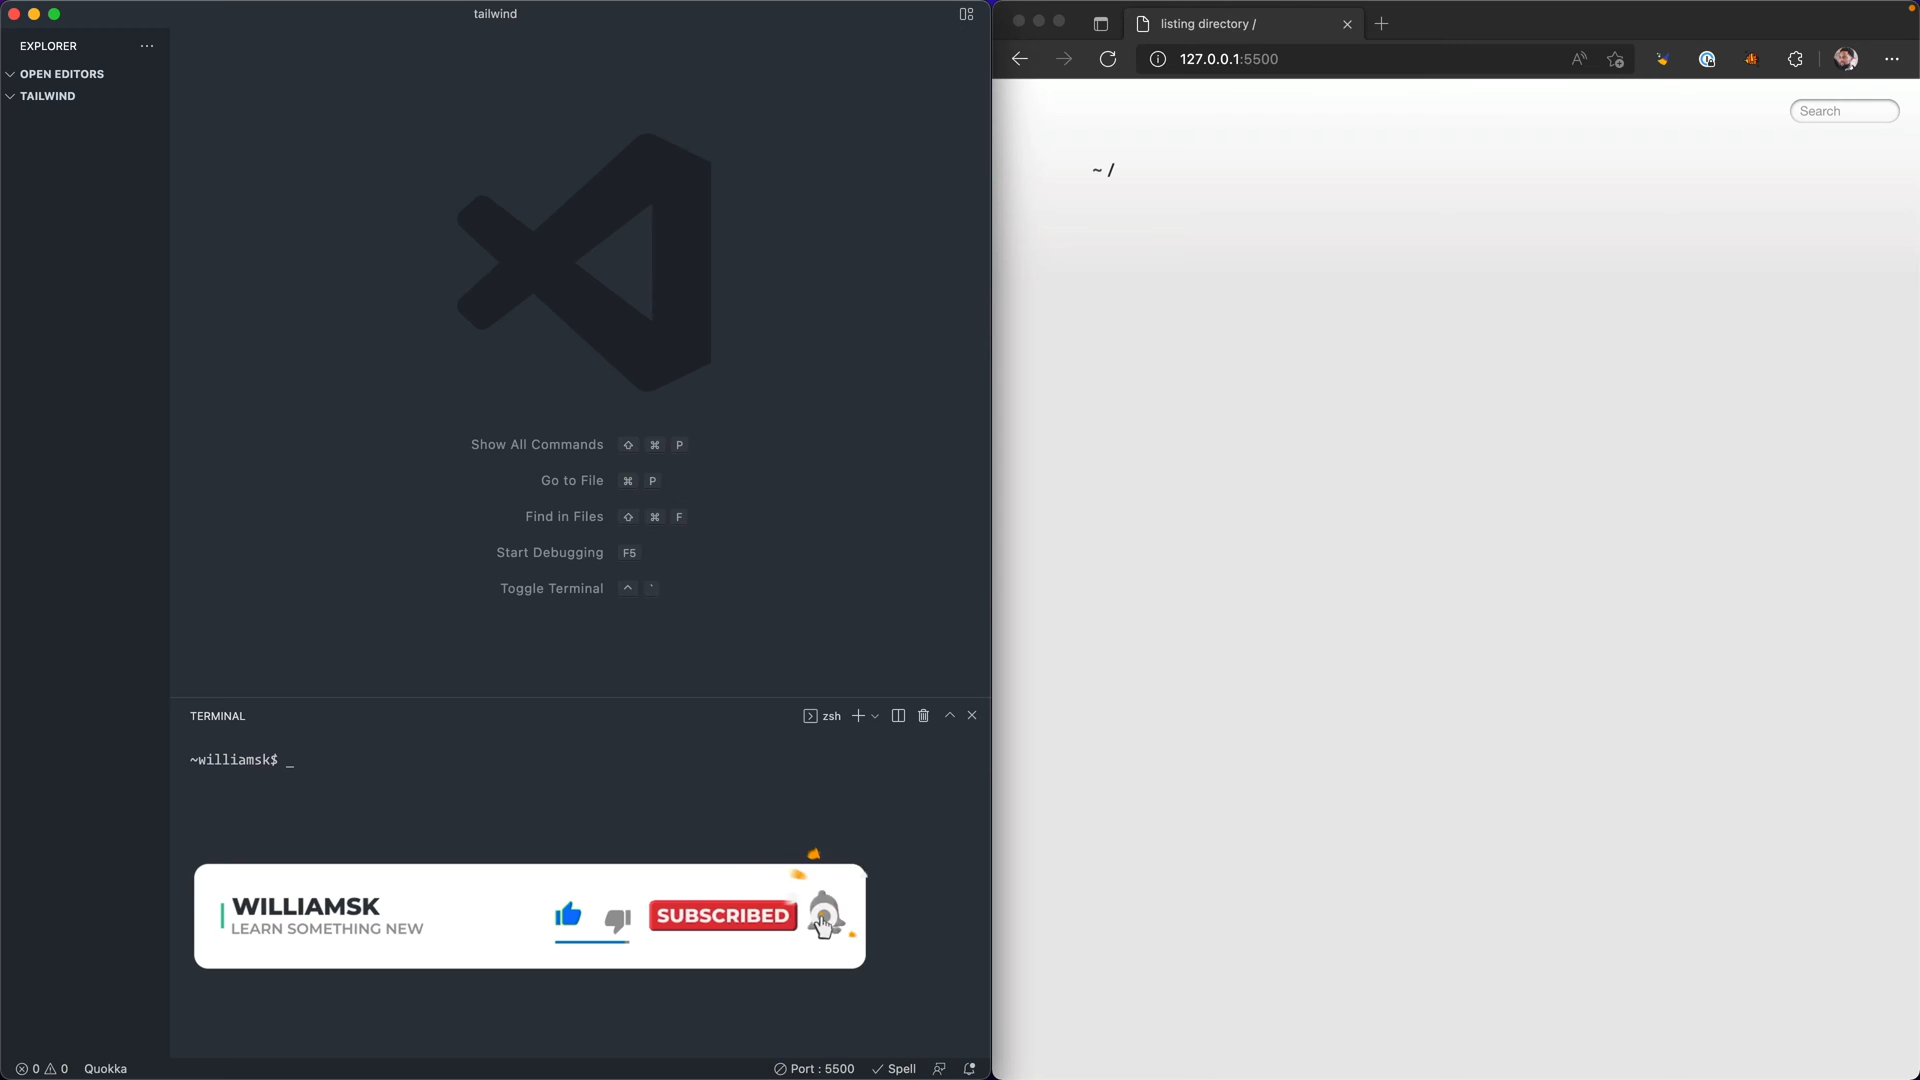 tailwind
EXPLORER
OPEN EDITORS
TAILWIND
Show All Commands ⇧ ⌘ P
Go to File ⌘ P
Find in Files ⇧ ⌘ F
Start Debugging F5
Toggle Terminal ^ `
TERMINAL
zsh
~williamsk$ _
WILLIAMSK
LEARN SOMETHING NEW
SUBSCRIBED
0 0 Quokka
Port : 5500 Spell
listing directory /
127.0.0.1:5500
Search
~ /